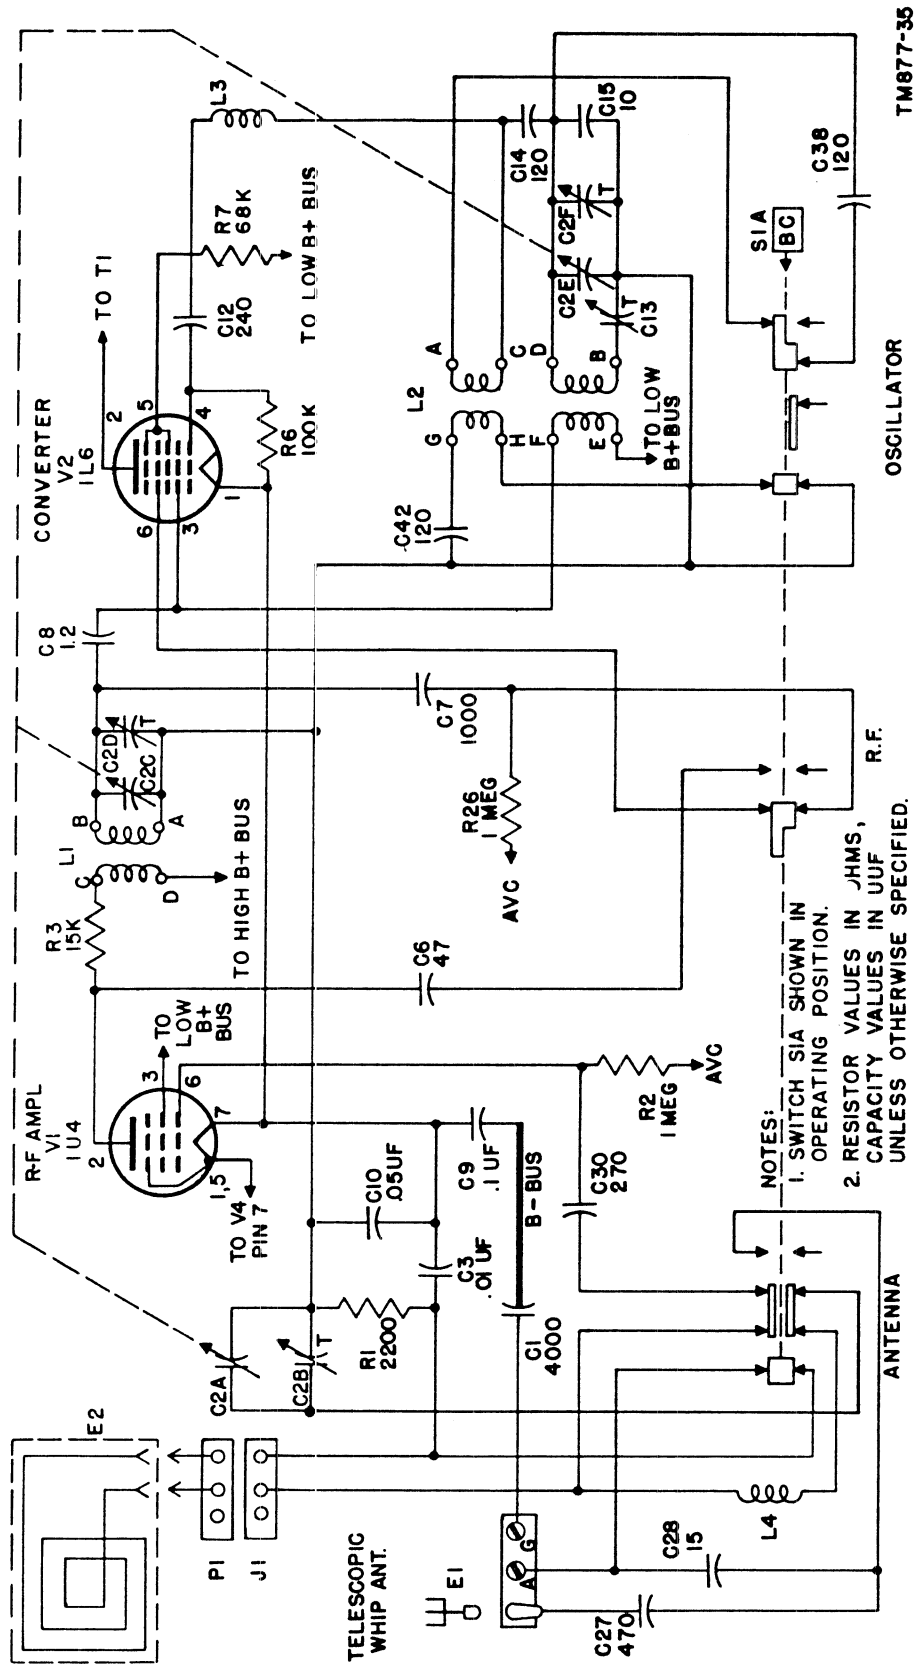 E2
P1
J1
TELESCOPIC
WHIP ANT.
E1
A
G
C27
470
C28
15
L4
ANTENNA
C2A
C2B
T
R1
2200
C1
4000
C3
.01 UF
C10
.05UF
C9
.1 UF
B- BUS
C30
270
R2
1 MEG
AVC
R-F AMPL
V1
1U4
2
3
6
7
1,5
TO V4
PIN 7
TO
LOW
B+
BUS
R3
15K
L1
C
D
B
A
TO HIGH B+ BUS
C2D
T
C2C
C6
47
C7
1000
R26
1 MEG
AVC
R.F.
C8
1.2
CONVERTER
V2
1L6
2
5
4
6
3
1
TO T1
R6
100K
C12
240
R7
68K
TO LOW B+ BUS
L3
C42
120
L2
G
H
F
E
A
C
D
B
TO LOW
B+BUS
C2E
C2F
T
C13
T
C14
120
C15
10
S1A
BC
C38
120
OSCILLATOR
NOTES:
1. SWITCH S1A SHOWN IN
OPERATING POSITION.
2. RESISTOR VALUES IN OHMS,
CAPACITY VALUES IN UUF
UNLESS OTHERWISE SPECIFIED.
TM877-35